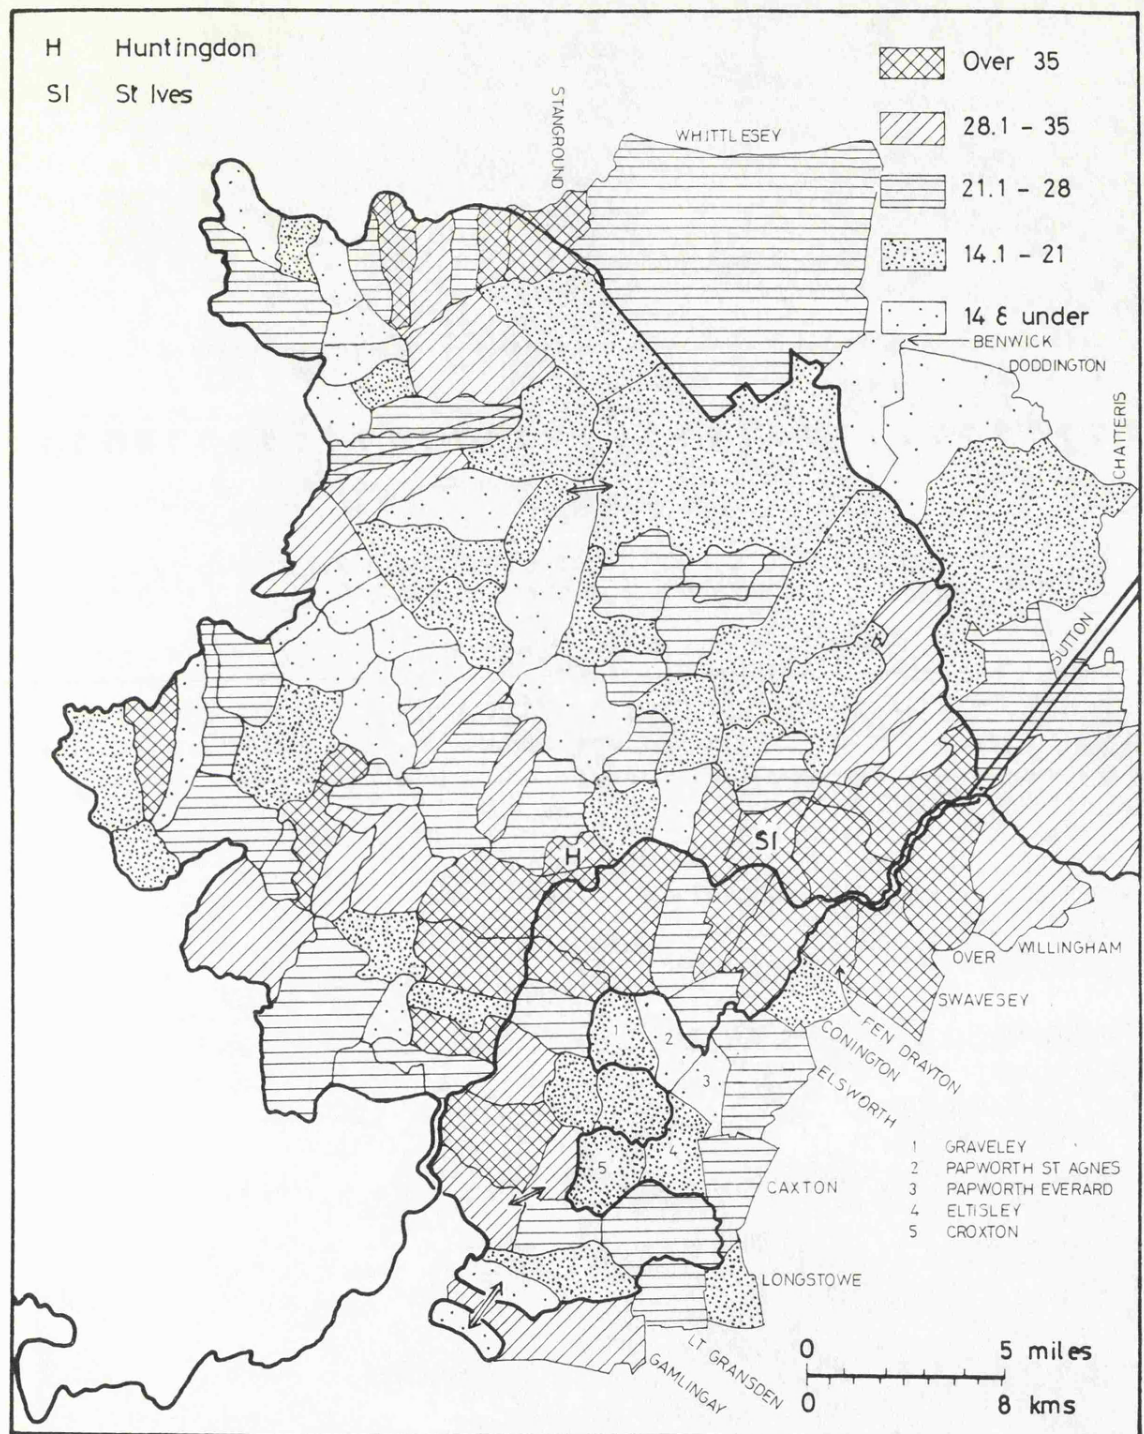 H Huntingdon
SI St Ives
Over 35
28.1 - 35
21.1 - 28
14.1 - 21
14 & under
STANGROUND
WHITTLESEY
BENWICK
DODDINGTON
CHATTERIS
SUTTON
H
SI
WILLINGHAM
OVER
SWAVESEY
FEN DRAYTON
CONINGTON
ELSWORTH
1
2
3
4
5
1 GRAVELEY
2 PAPWORTH ST AGNES
3 PAPWORTH EVERARD
4 ELTISLEY
5 CROXTON
CAXTON
LONGSTOWE
LT. GRANSDEN
GAMLINGAY
0 5 miles
0 8 kms